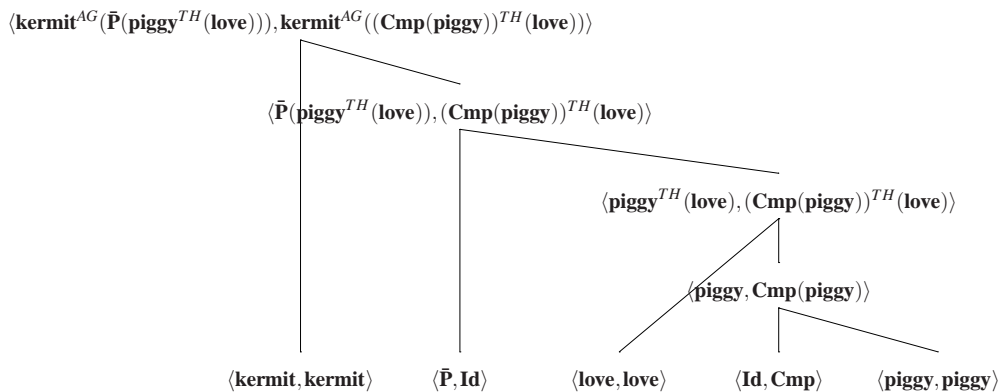 ⟨kermit^{AG}(P̄(piggy^{TH}(love))),kermit^{AG}((Cmp(piggy))^{TH}(love))⟩
⟨P̄(piggy^{TH}(love)),(Cmp(piggy))^{TH}(love)⟩
⟨piggy^{TH}(love),(Cmp(piggy))^{TH}(love)⟩
⟨piggy,Cmp(piggy)⟩
⟨kermit,kermit⟩ ⟨P̄,Id⟩ ⟨love,love⟩ ⟨Id,Cmp⟩ ⟨piggy,piggy⟩